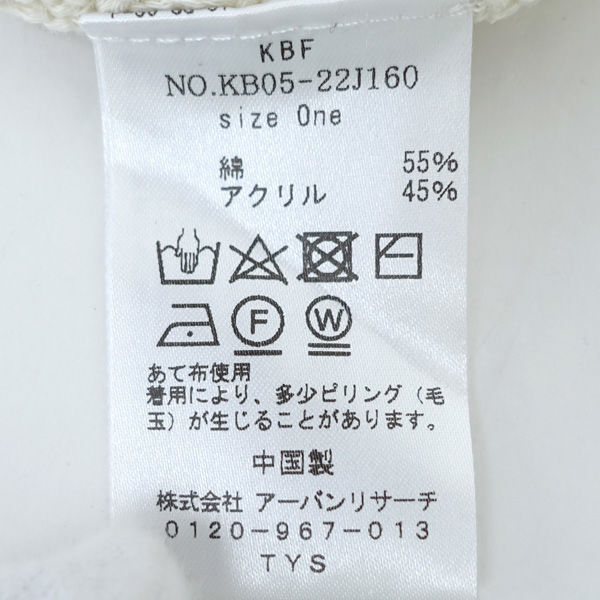 KBF
NO.KB05-22J160
size One
綿 55%
アクリル 45%
F W
あて布使用
着用により、多少ピリング（毛
玉）が生じることがあります。
中国製
株式会社 アーバンリサーチ
0120-967-013
TYS